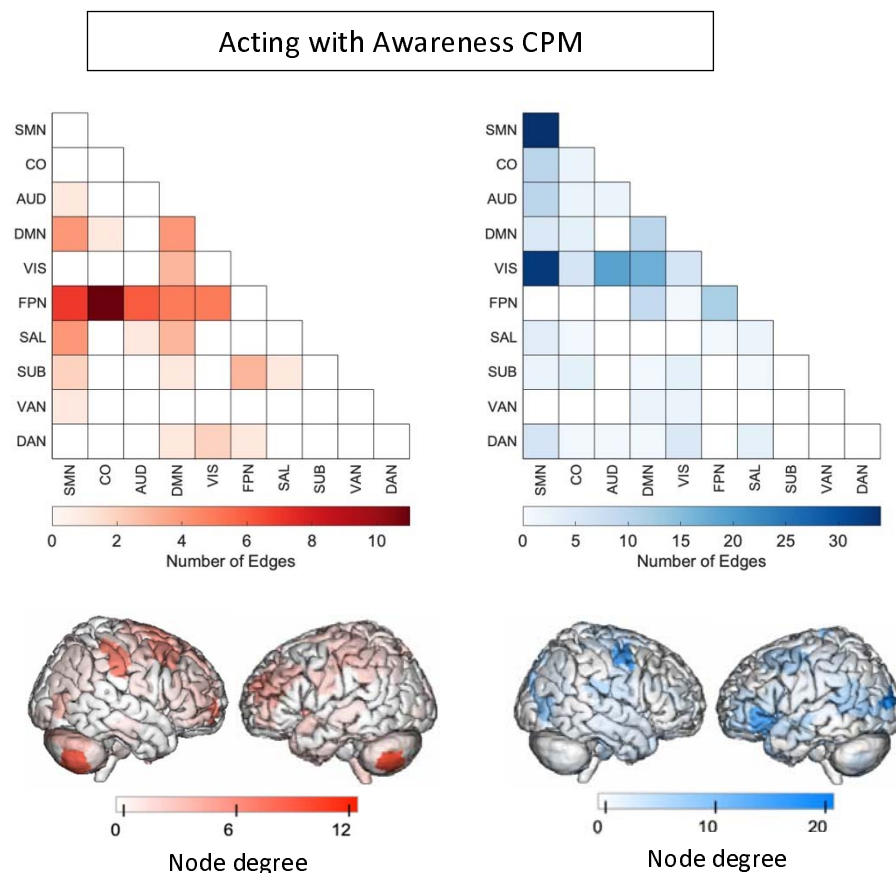 Acting with Awareness CPM
SMN
CO
AUD
DMN
VIS
FPN
SAL
SUB
VAN
DAN
SMN CO AUD DMN VIS FPN SAL SUB VAN DAN
0 2 4 6 8 10
Number of Edges
SMN
CO
AUD
DMN
VIS
FPN
SAL
SUB
VAN
DAN
SMN CO AUD DMN VIS FPN SAL SUB VAN DAN
0 5 10 15 20 25 30
Number of Edges
0 6 12
Node degree
0 10 20
Node degree